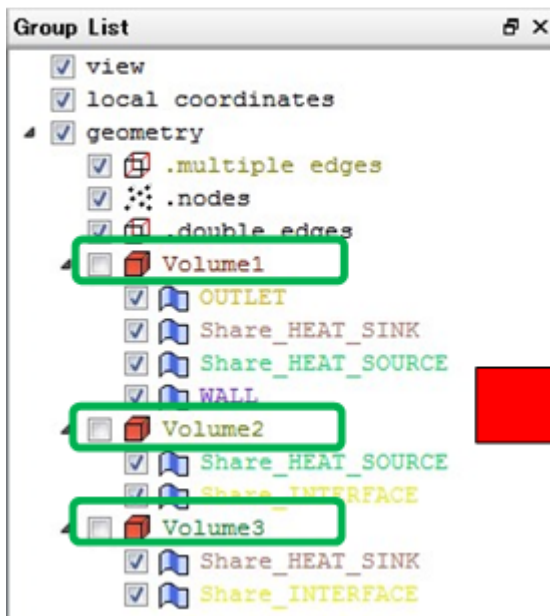 Group List
view
local coordinates
geometry
.multiple edges
.nodes
.double edges
Volume1
OUTLET
Share_HEAT_SINK
Share_HEAT_SOURCE
WALL
Volume2
Share_HEAT_SOURCE
Share_INTERFACE
Volume3
Share_HEAT_SINK
Share_INTERFACE